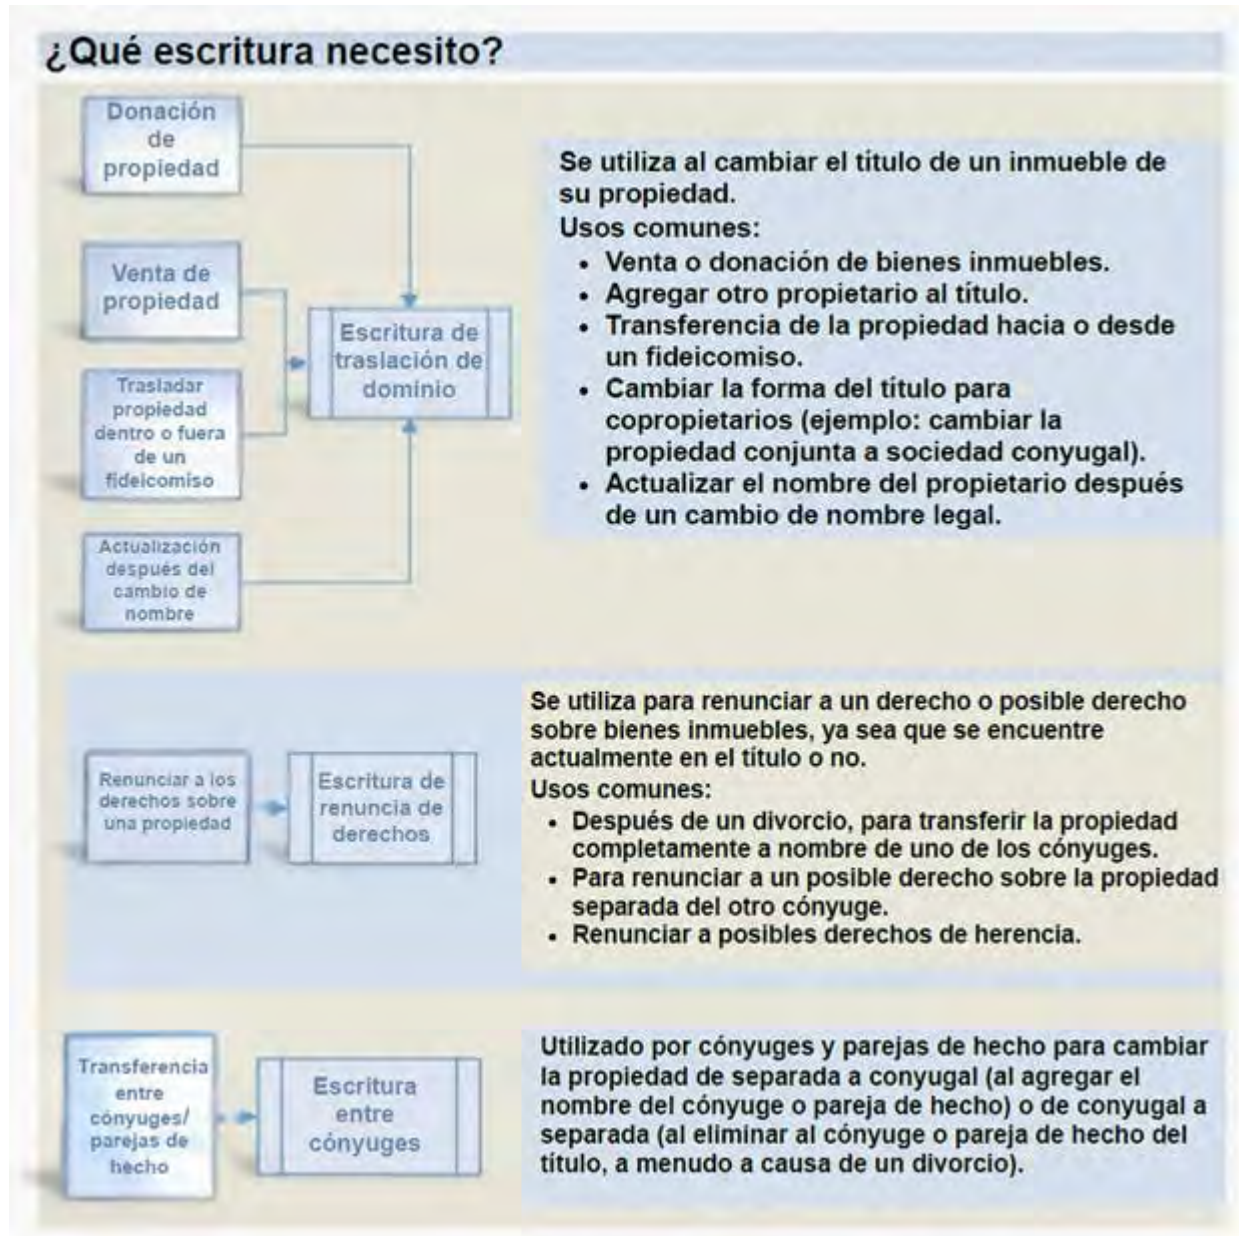 ¿Qué escritura necesito?
Donación
de
propiedad
Venta de
propiedad
Trasladar
propiedad
dentro o fuera
de un
fideicomiso
Actualización
después del
cambio de
nombre
Escritura de
traslación de
dominio
Se utiliza al cambiar el título de un inmueble de
su propiedad.
Usos comunes:
• Venta o donación de bienes inmuebles.
• Agregar otro propietario al título.
• Transferencia de la propiedad hacia o desde
un fideicomiso.
• Cambiar la forma del título para
copropietarios (ejemplo: cambiar la
propiedad conjunta a sociedad conyugal).
• Actualizar el nombre del propietario después
de un cambio de nombre legal.
Renunciar a los
derechos sobre
una propiedad
Escritura de
renuncia de
derechos
Se utiliza para renunciar a un derecho o posible derecho
sobre bienes inmuebles, ya sea que se encuentre
actualmente en el título o no.
Usos comunes:
• Después de un divorcio, para transferir la propiedad
completamente a nombre de uno de los cónyuges.
• Para renunciar a un posible derecho sobre la propiedad
separada del otro cónyuge.
• Renunciar a posibles derechos de herencia.
Transferencia
entre
cónyuges/
parejas de
hecho
Escritura
entre
cónyuges
Utilizado por cónyuges y parejas de hecho para cambiar
la propiedad de separada a conyugal (al agregar el
nombre del cónyuge o pareja de hecho) o de conyugal a
separada (al eliminar al cónyuge o pareja de hecho del
título, a menudo a causa de un divorcio).